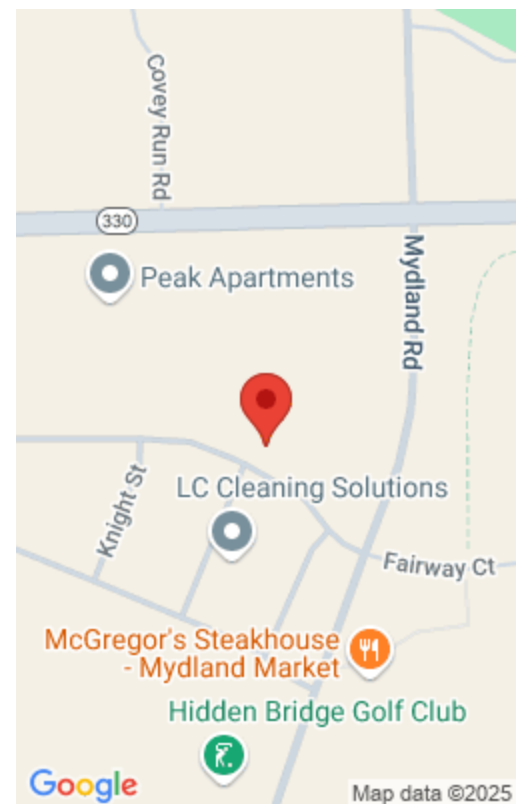 Covey Run Rd
330
Peak Apartments
Mydland Rd
LC Cleaning Solutions
Knight St
Fairway Ct
McGregor's Steakhouse
- Mydland Market
Hidden Bridge Golf Club
Google
Map data ©2025